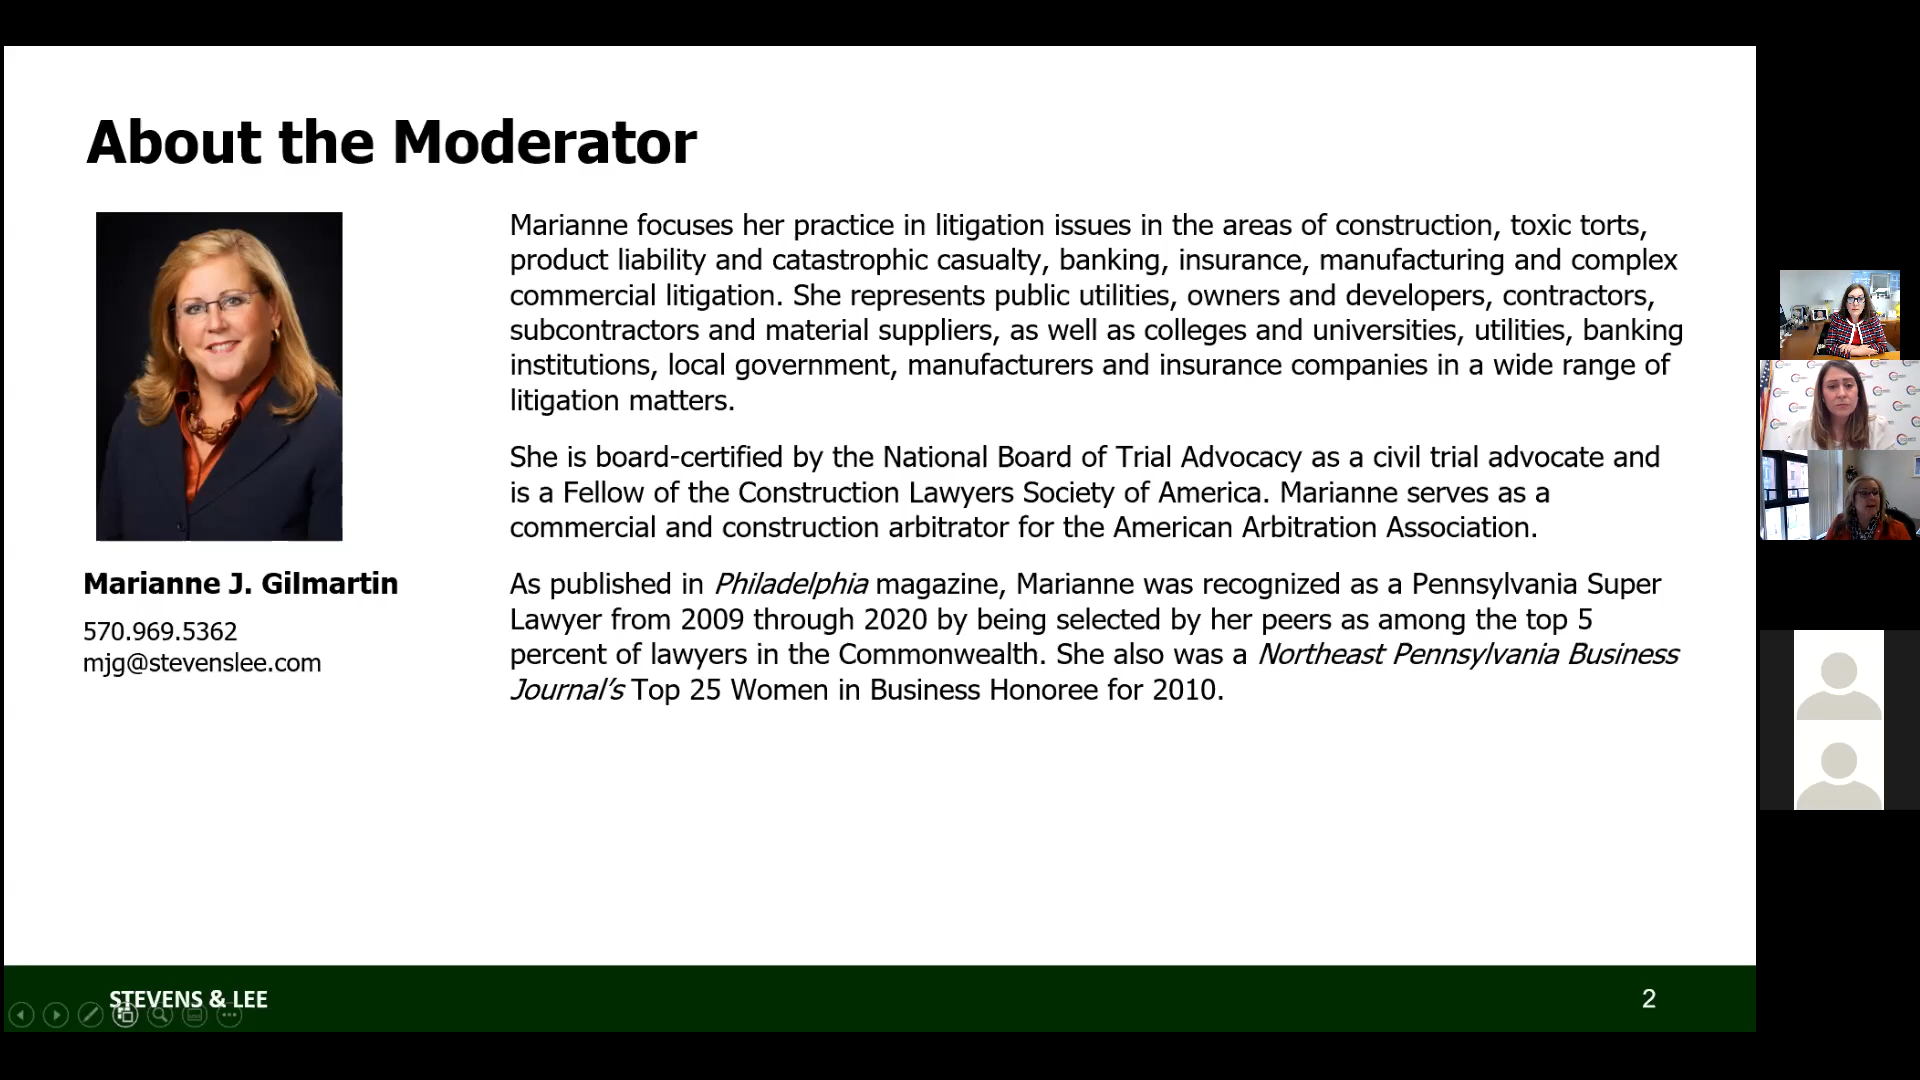 About the Moderator
Marianne J. Gilmartin
570.969.5362
mjg@stevenslee.com
Marianne focuses her practice in litigation issues in the areas of construction, toxic torts,
product liability and catastrophic casualty, banking, insurance, manufacturing and complex
commercial litigation. She represents public utilities, owners and developers, contractors,
subcontractors and material suppliers, as well as colleges and universities, utilities, banking
institutions, local government, manufacturers and insurance companies in a wide range of
litigation matters.
She is board-certified by the National Board of Trial Advocacy as a civil trial advocate and
is a Fellow of the Construction Lawyers Society of America. Marianne serves as a
commercial and construction arbitrator for the American Arbitration Association.
As published in Philadelphia magazine, Marianne was recognized as a Pennsylvania Super
Lawyer from 2009 through 2020 by being selected by her peers as among the top 5
percent of lawyers in the Commonwealth. She also was a Northeast Pennsylvania Business
Journal’s Top 25 Women in Business Honoree for 2010.
STEVENS & LEE
2